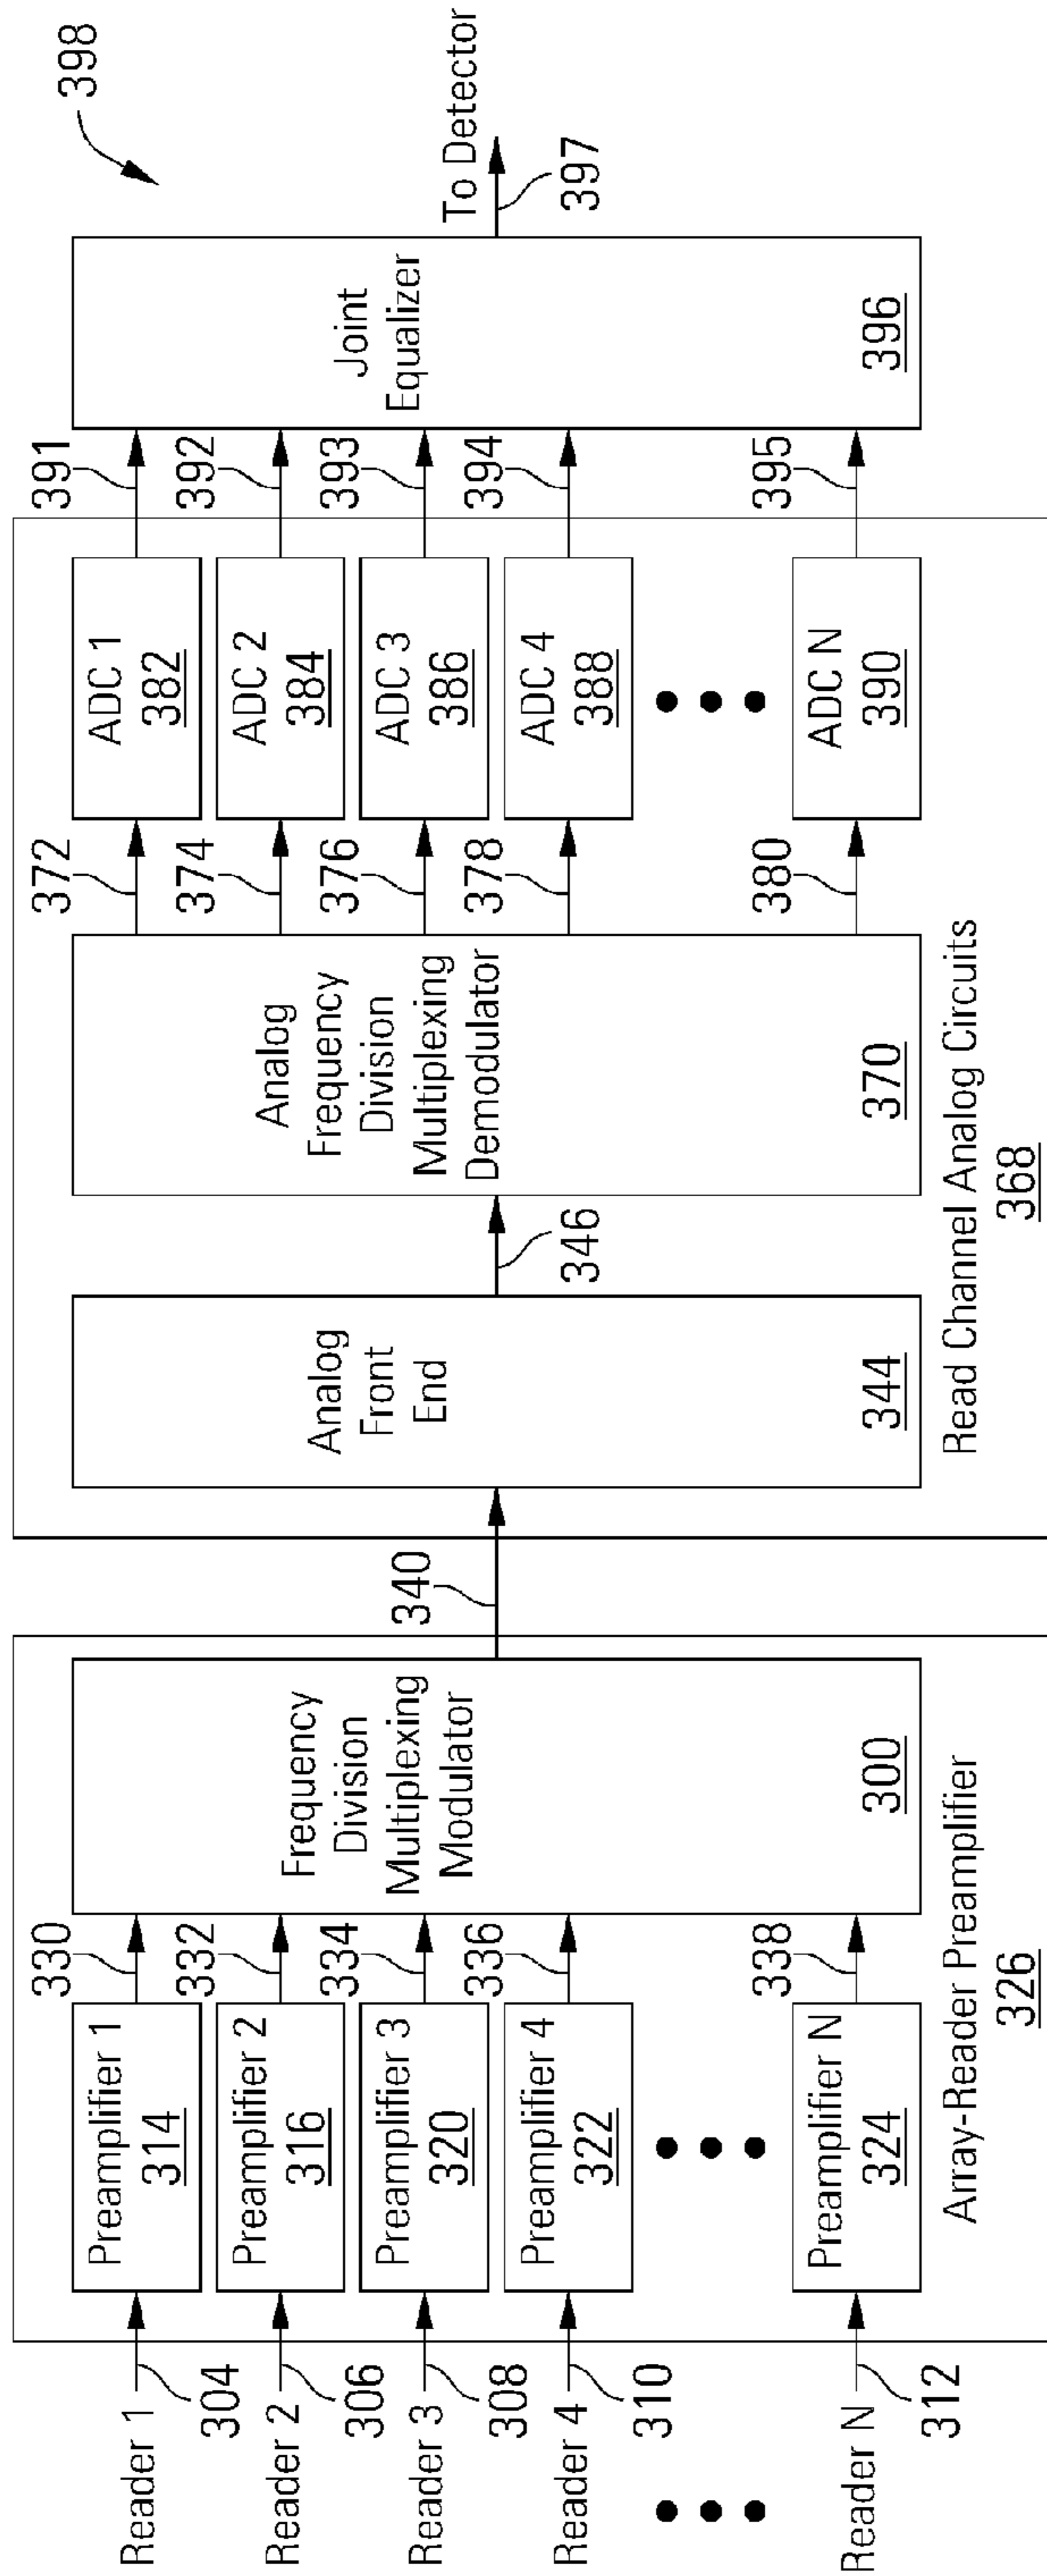 398
Reader 1
304
Reader 2
306
Reader 3
308
Reader 4
310
Reader N
312
Preamplifier 1
314
Preamplifier 2
316
Preamplifier 3
320
Preamplifier 4
322
Preamplifier N
324
330
332
334
336
338
Frequency
Division
Multiplexing
Modulator
300
Array-Reader Preamplifier
326
340
Analog
Front
End
344
346
Analog
Frequency
Division
Multiplexing
Demodulator
370
372
374
376
378
380
ADC 1
382
ADC 2
384
ADC 3
386
ADC 4
388
ADC N
390
Read Channel Analog Circuits
368
391
392
393
394
395
Joint
Equalizer
396
To Detector
397